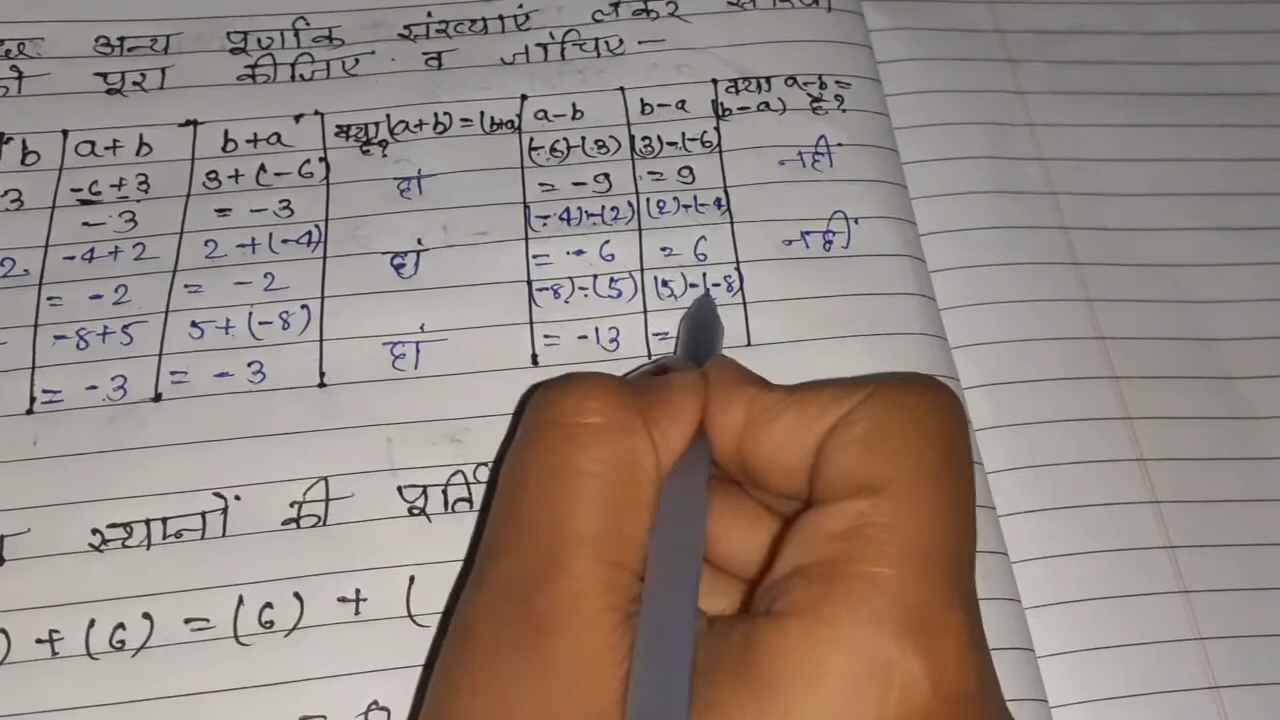 अन्य पूर्णांक संख्याएं लेकर
पूरा कीजिए व जांचिए -
b a+b b+a क्या (a+b) = (b+a) है? a-b b-a क्या a-b = (b-a) है?
3 -6+3 3+(-6) हां (-6)-(3) (3)-(-6) नहीं
-3 = -3 = -9 = 9
2. -4+2 2+(-4) हां (-4)-(2) (2)-(-4) नहीं
= -2 = -2 = -6 = 6
-8+5 5+(-8) हां (-8)-(5) (5)-(-8)
= -3 = -3 = -13 =
स्थानों की पूर्ति
) + (6) = (6) + (